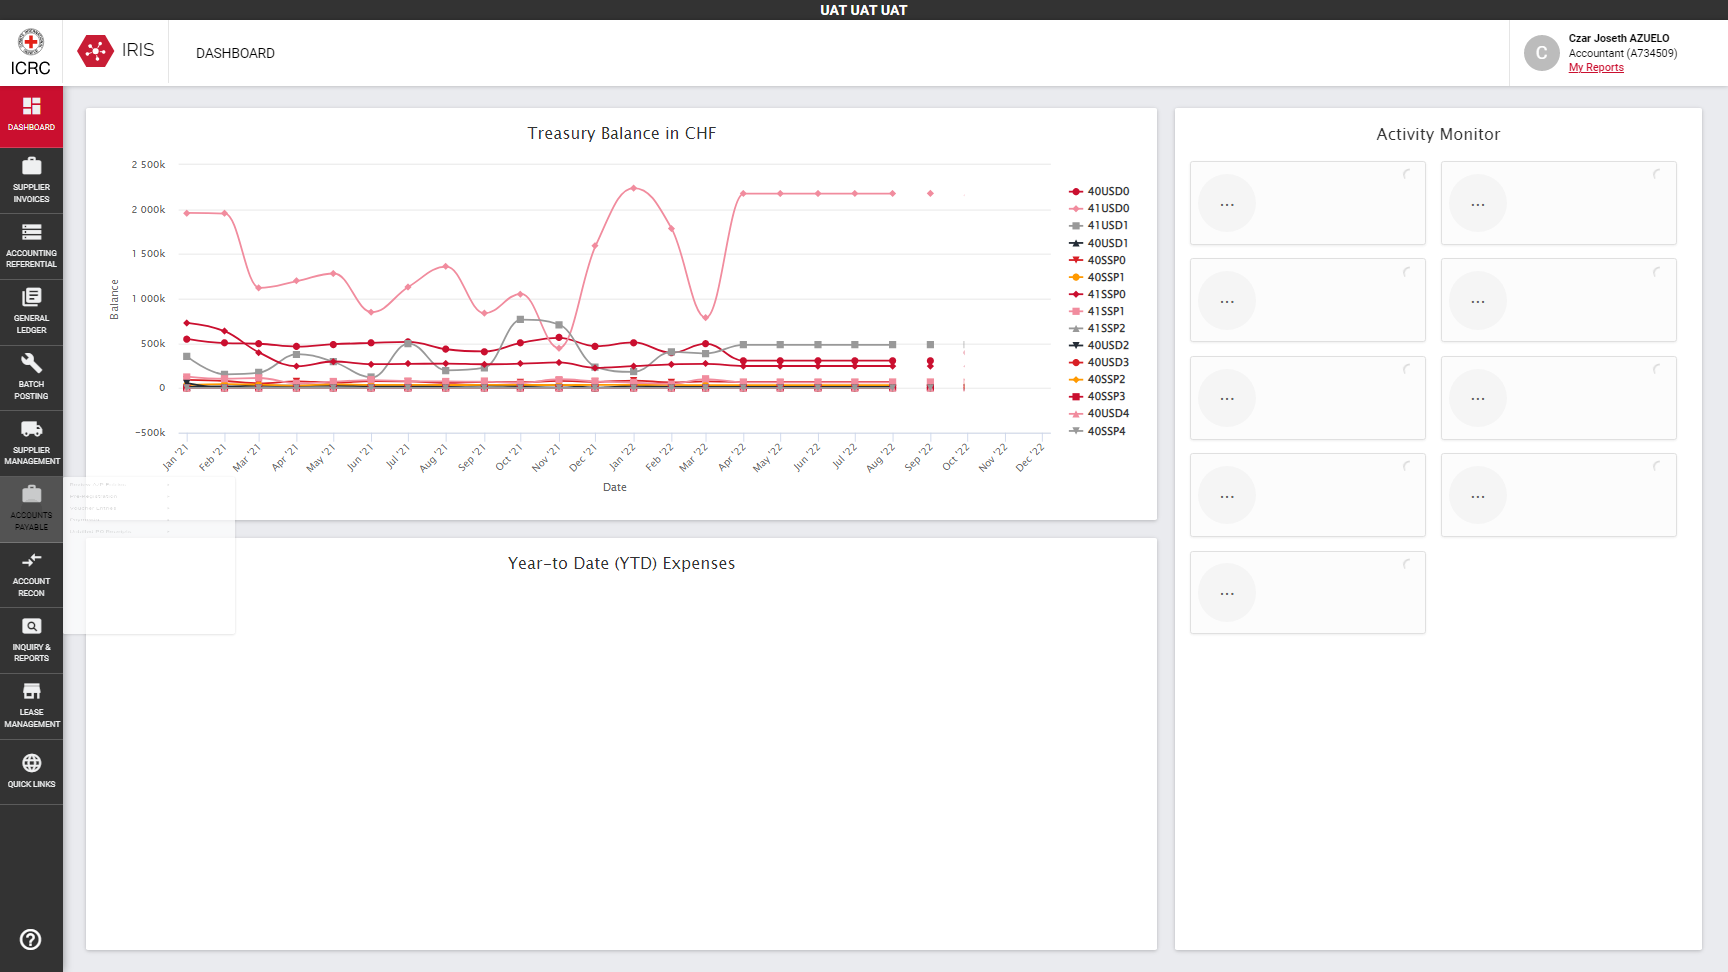 UAT UAT UAT
ICRC
IRIS
DASHBOARD
C
Czar Joseth AZUELO
Accountant (A734509)
My Reports
DASHBOARD
SUPPLIER
INVOICES
ACCOUNTING
REFERENTIAL
GENERAL
LEDGER
BATCH
POSTING
SUPPLIER
MANAGEMENT
ACCOUNTS
PAYABLE
ACCOUNT
RECON
INQUIRY &
REPORTS
LEASE
MANAGEMENT
QUICK LINKS
Treasury Balance in CHF
Balance
2 500k
2 000k
1 500k
1 000k
500k
0
-500k
Jan '21
Feb '21
Mar '21
Apr '21
May '21
Jun '21
Jul '21
Aug '21
Sep '21
Oct '21
Nov '21
Dec '21
Jan '22
Feb '22
Mar '22
Apr '22
May '22
Jun '22
Jul '22
Aug '22
Sep '22
Oct '22
Nov '22
Dec '22
Date
40USD0
41USD0
41USD1
40USD1
40SSP0
40SSP1
41SSP0
41SSP1
41SSP2
40USD2
40USD3
40SSP2
40SSP3
40USD4
40SSP4
Year-to Date (YTD) Expenses
Activity Monitor
...
...
...
...
...
...
...
...
...